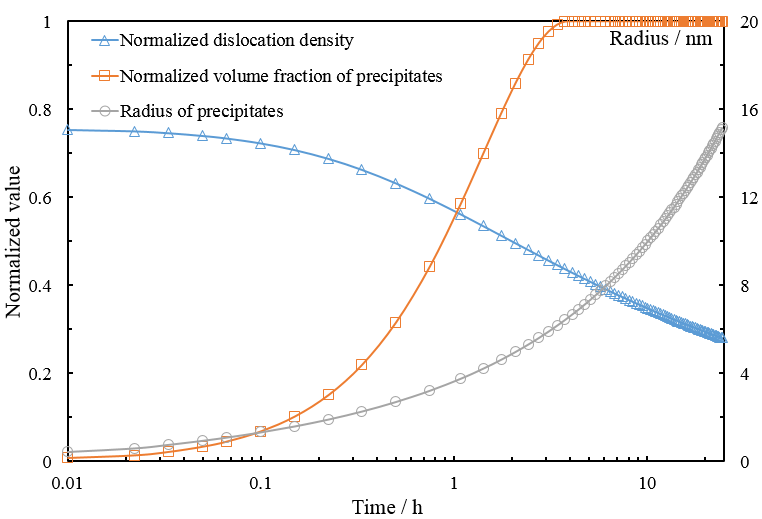 1
20
Radius / nm
Normalized dislocation density
Normalized volume fraction of precipitates
Radius of precipitates
0.8
16
0.6
12
Normalized value
0.4
8
0.2
4
0
0
0.01
0.1
1
10
Time / h